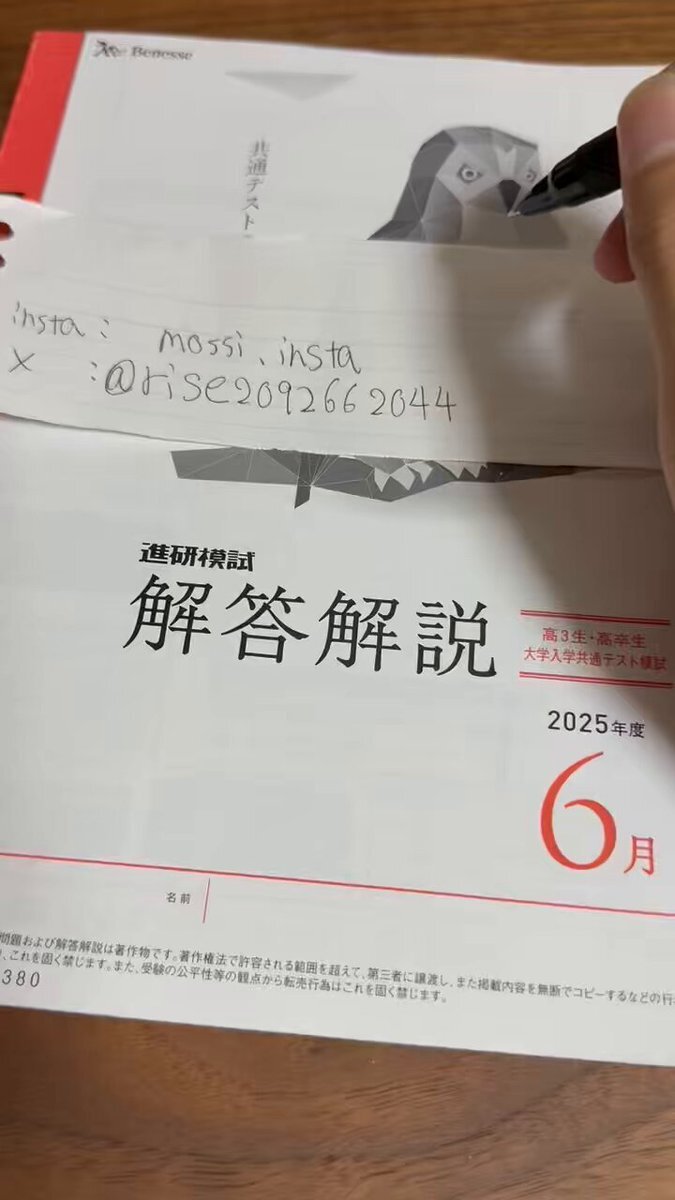 Benesse
共通テスト
insta: mossi.insta
X :@rise2092662044
進研模試
解答解説
高3生・高卒生
大学入学共通テスト模試
2025年度
6月
名前
問題および解答解説は著作物です。著作権法で許容される範囲を超えて、第三者に譲渡し、また掲載内容を無断でコピーするなどの行
、これを固く禁じます。また、受験の公平性等の観点から転売行為はこれを固く禁じます。
380